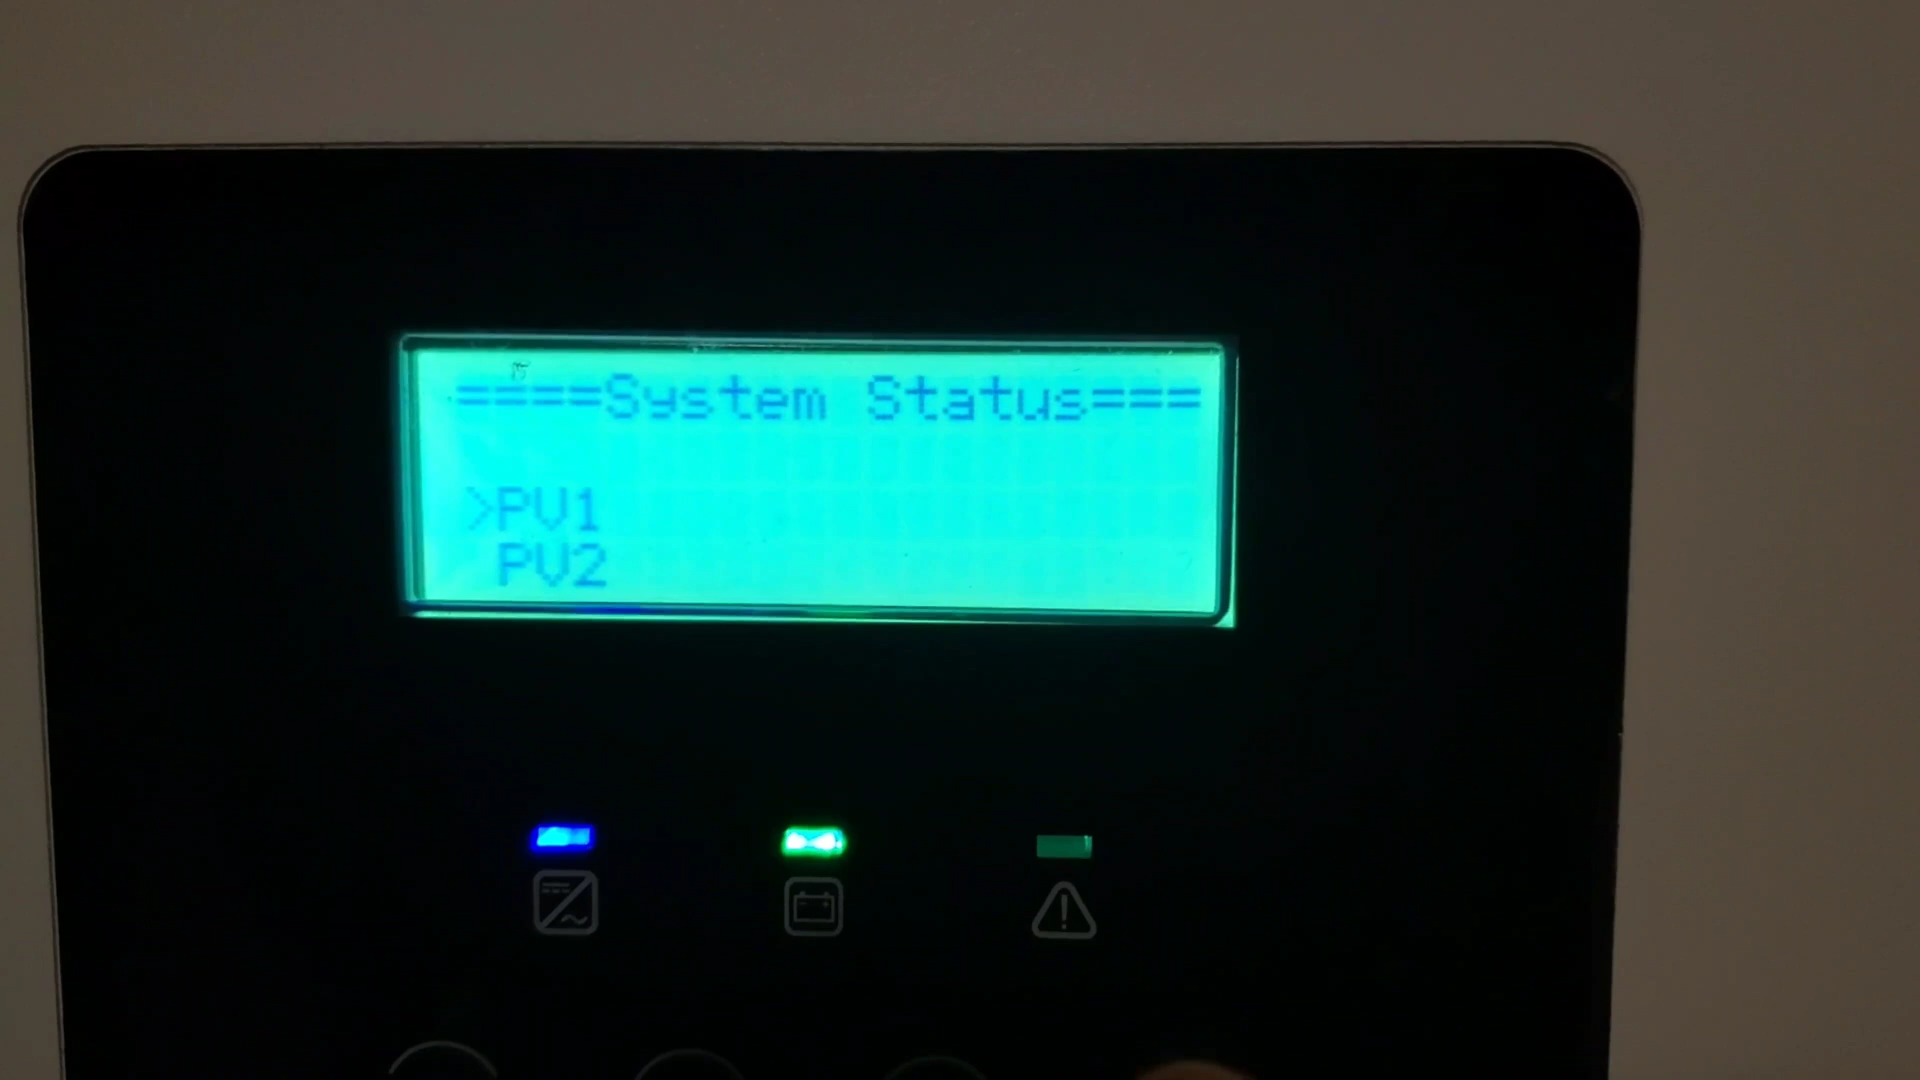 ====System Status===
>PV1
PV2